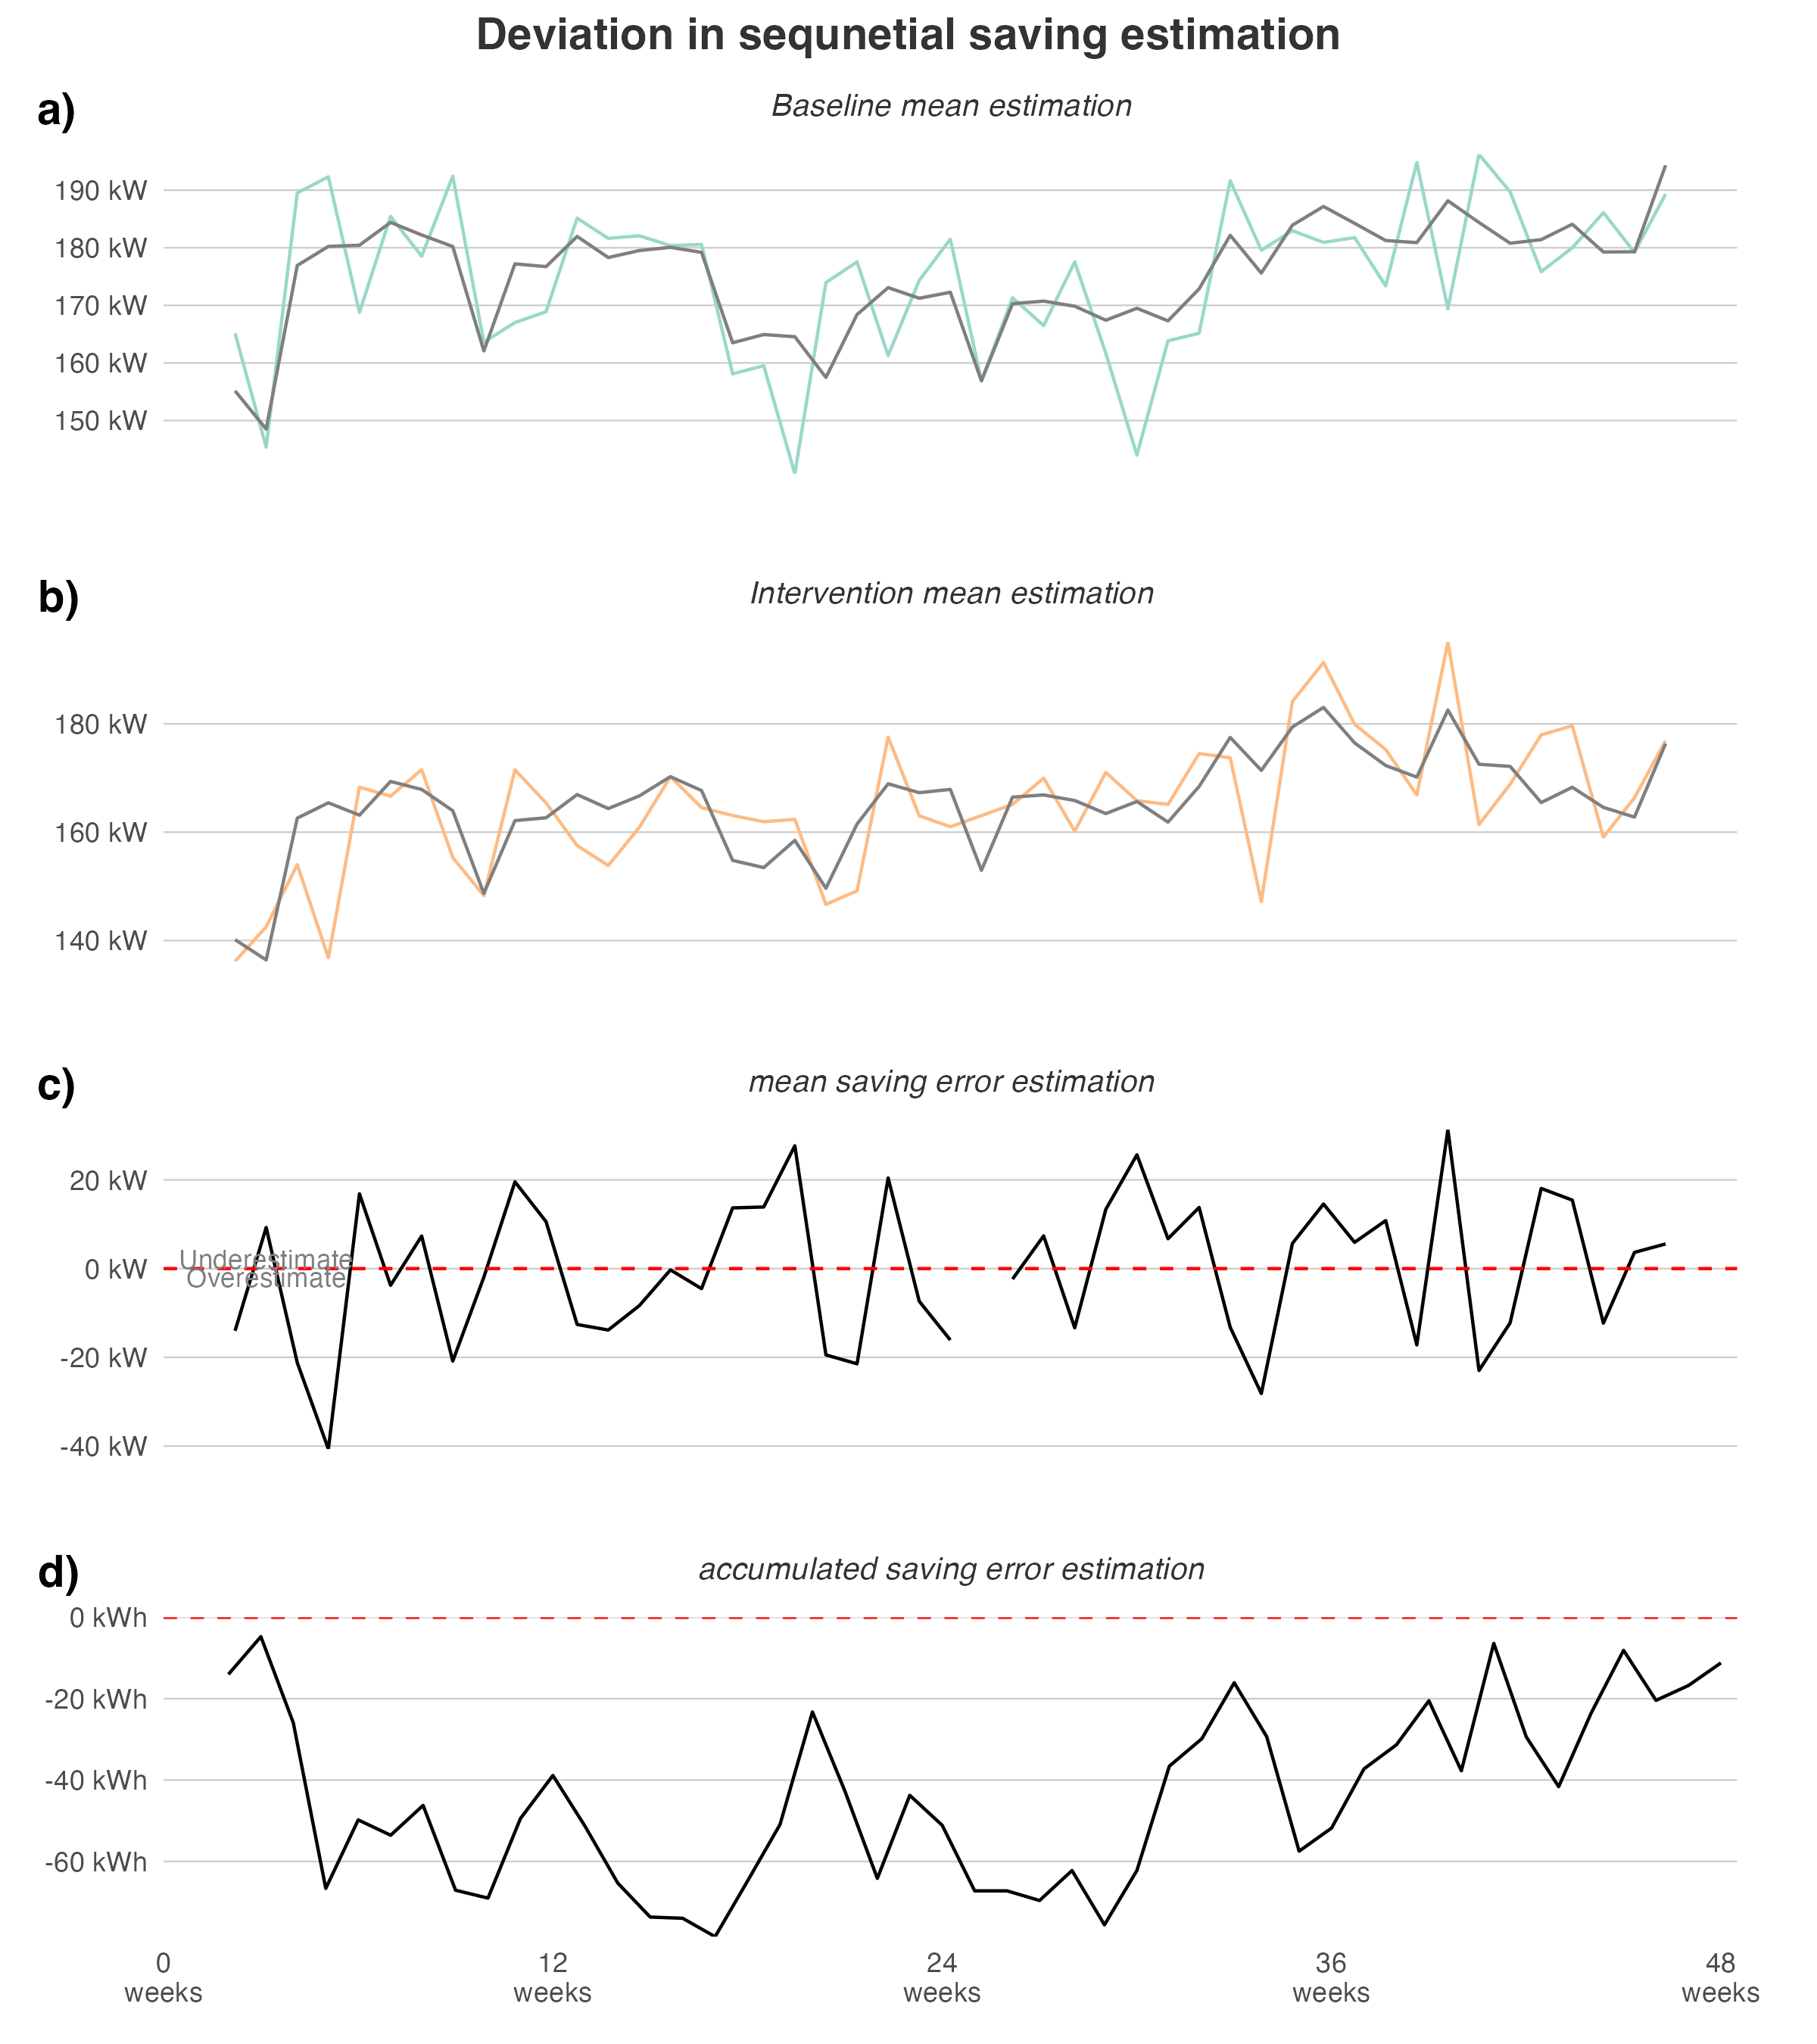 Deviation in sequnetial saving estimation
a)
Baseline mean estimation
190 kW
180 kW
170 kW
160 kW
150 kW
b)
Intervention mean estimation
180 kW
160 kW
140 kW
c)
mean saving error estimation
20 kW
Underestimate
0 kW
Overestimate
-20 kW
-40 kW
d)
accumulated saving error estimation
0 kWh
-20 kWh
-40 kWh
-60 kWh
0 12 24 36 48
weeks weeks weeks weeks weeks